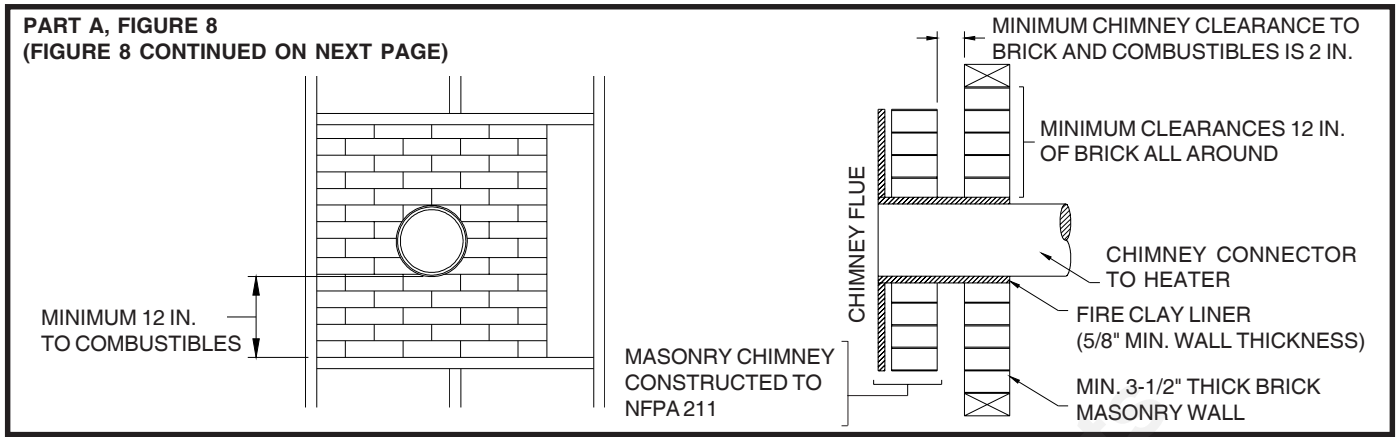 PART A, FIGURE 8
(FIGURE 8 CONTINUED ON NEXT PAGE)
MINIMUM 12 IN.
TO COMBUSTIBLES
MINIMUM CHIMNEY CLEARANCE TO
BRICK AND COMBUSTIBLES IS 2 IN.
MINIMUM CLEARANCES 12 IN.
OF BRICK ALL AROUND
CHIMNEY FLUE
CHIMNEY CONNECTOR
TO HEATER
FIRE CLAY LINER
(5/8" MIN. WALL THICKNESS)
MASONRY CHIMNEY
CONSTRUCTED TO
NFPA 211
MIN. 3-1/2" THICK BRICK
MASONRY WALL